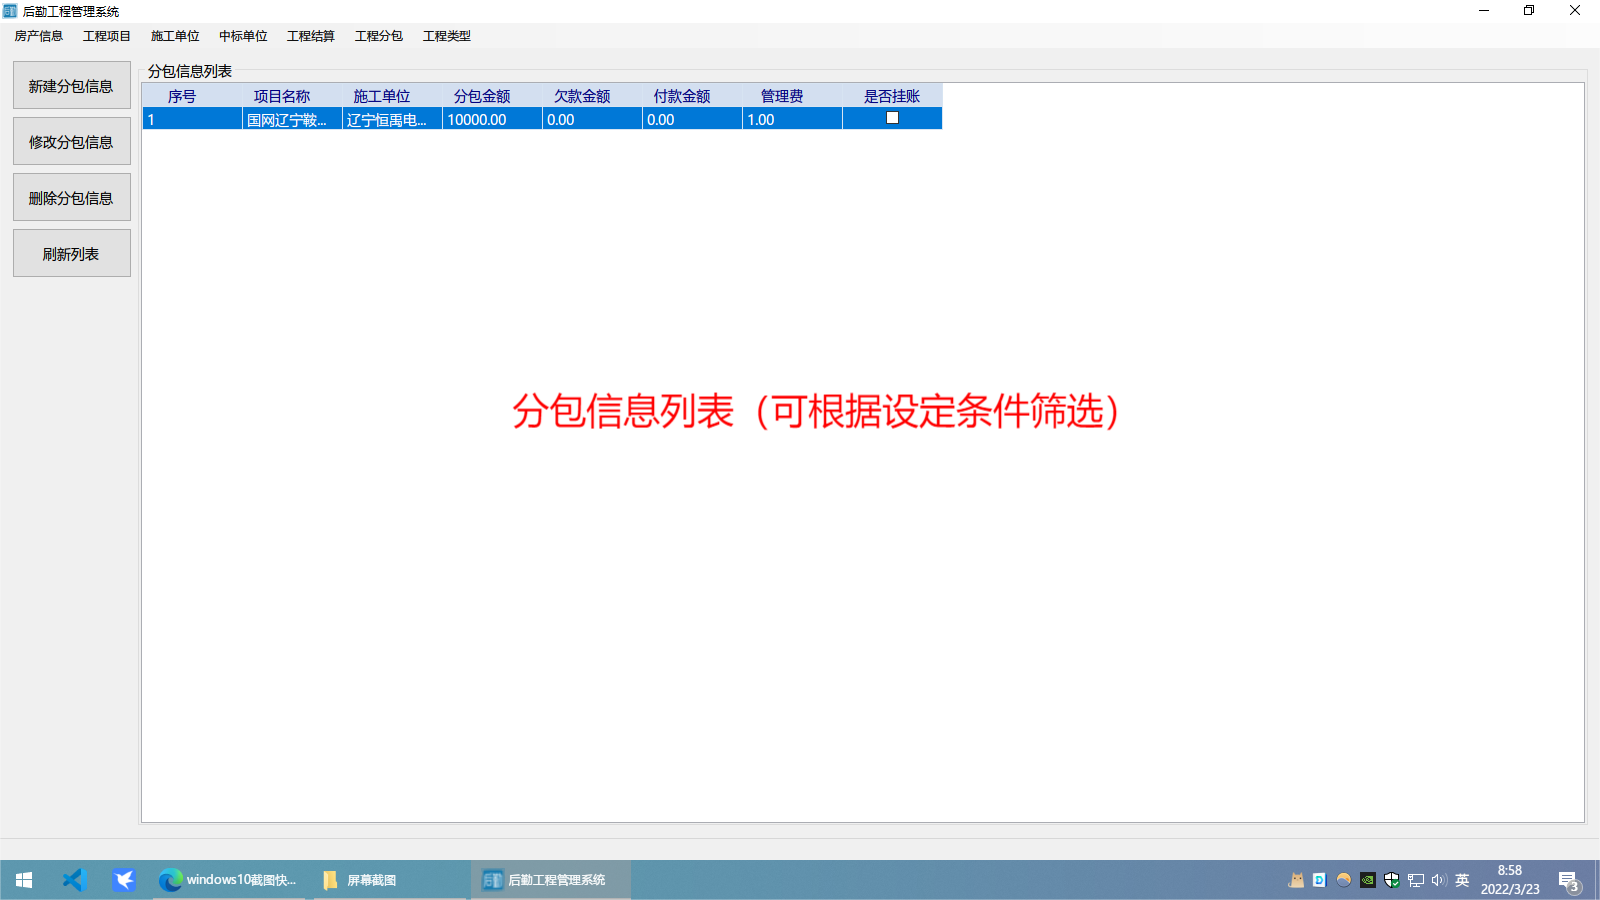 后勤工程管理系统
房产信息 工程项目 施工单位 中标单位 工程结算 工程分包 工程类型
新建分包信息
修改分包信息
删除分包信息
刷新列表
分包信息列表
序号 项目名称 施工单位 分包金额 欠款金额 付款金额 管理费 是否挂账
1 国网辽宁鞍... 辽宁恒禹电... 10000.00 0.00 0.00 1.00
分包信息列表（可根据设定条件筛选）
windows10截图快... 屏幕截图 后勤工程管理系统
英
8:58
2022/3/23
3